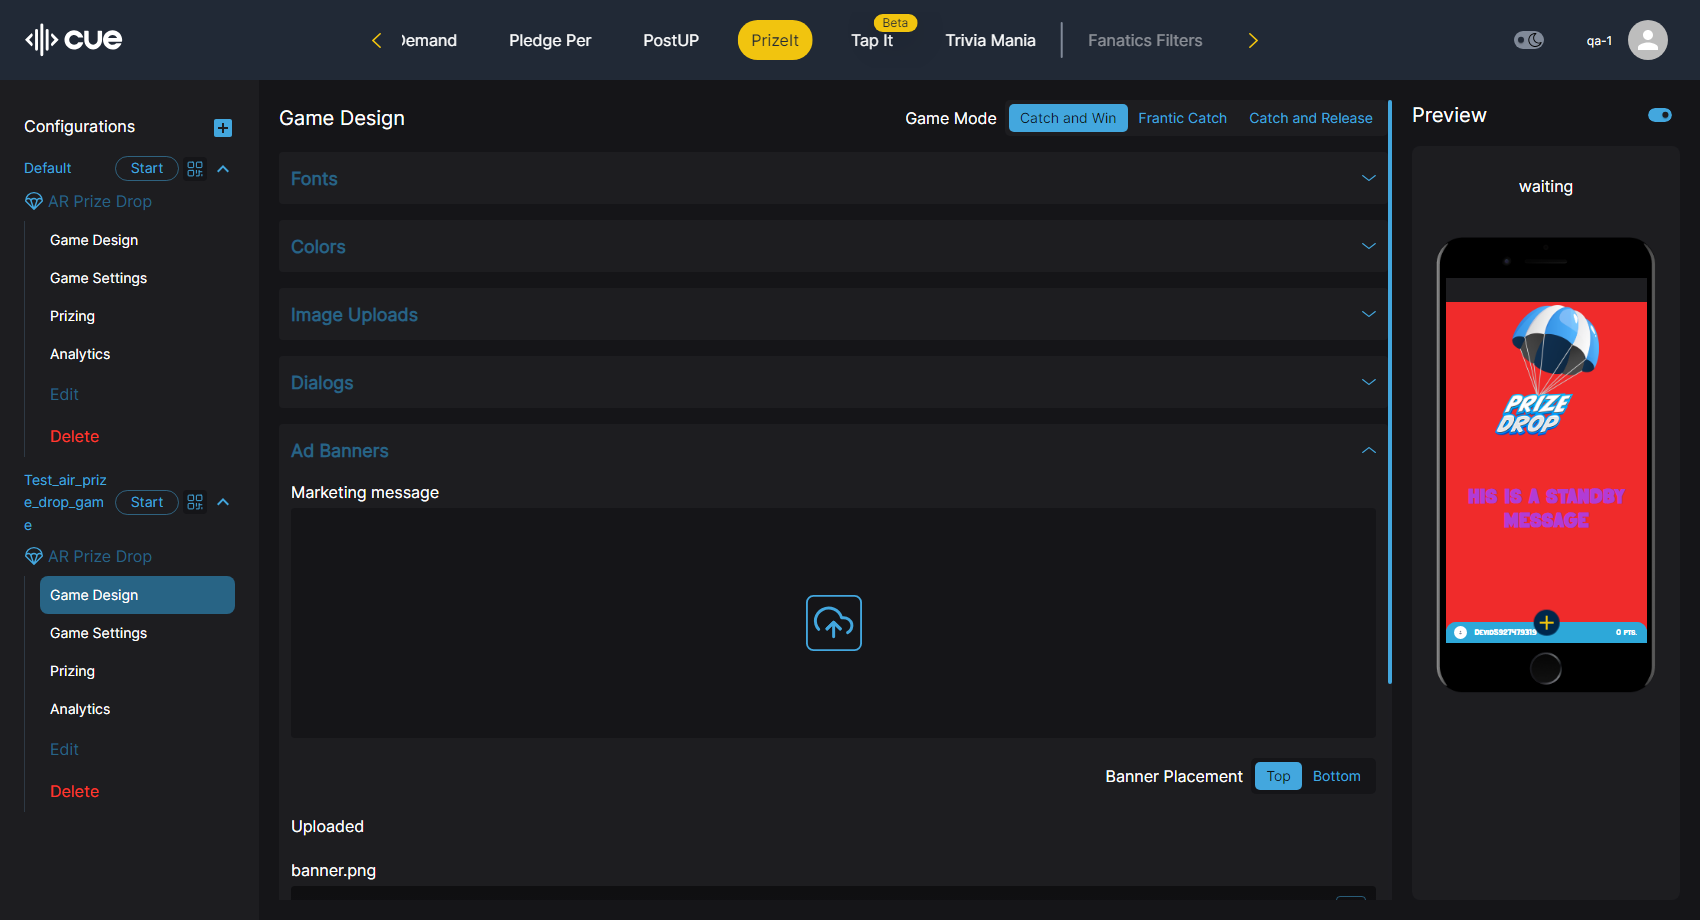 cue
Demand
Pledge Per
PostUP
PrizeIt
Beta
Tap It
Trivia Mania
Fanatics Filters
qa-1
Configurations
Default
Start
AR Prize Drop
Game Design
Game Settings
Prizing
Analytics
Edit
Delete
Test_air_priz
e_drop_gam
e
Start
AR Prize Drop
Game Design
Game Settings
Prizing
Analytics
Edit
Delete
Game Design
Game Mode
Catch and Win
Frantic Catch
Catch and Release
Fonts
Colors
Image Uploads
Dialogs
Ad Banners
Marketing message
Banner Placement
Top
Bottom
Uploaded
banner.png
Preview
waiting
PRIZE
DROP
HIS IS A STANDBY
MESSAGE
0 PTS.